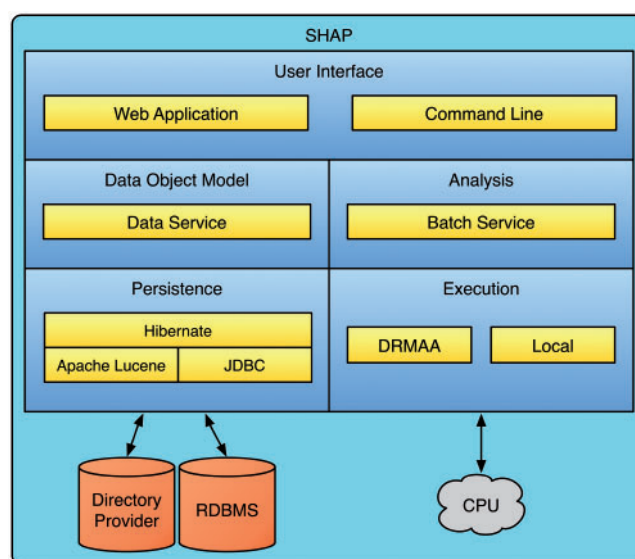 SHAP
User Interface
Web Application
Command Line
Data Object Model
Analysis
Data Service
Batch Service
Persistence
Execution
Hibernate
DRMAA
Local
Apache Lucene
JDBC
Directory
Provider
RDBMS
CPU